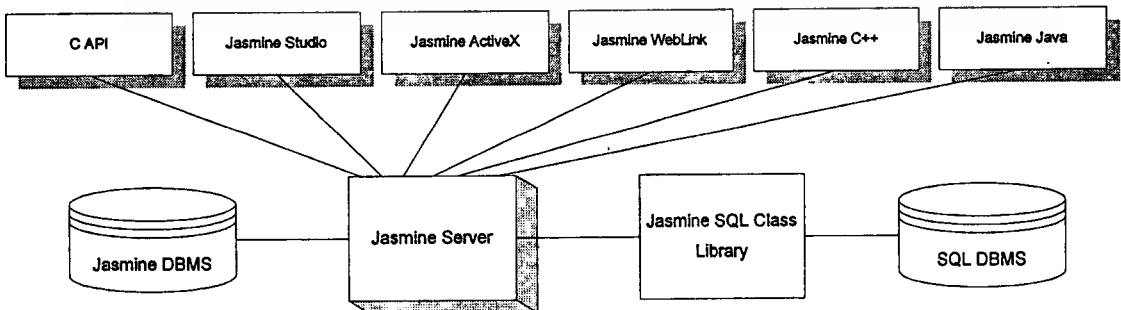 C API
Jasmine Studio
Jasmine ActiveX
Jasmine WebLink
Jasmine C++
Jasmine Java
Jasmine DBMS
Jasmine Server
Jasmine SQL Class
Library
SQL DBMS